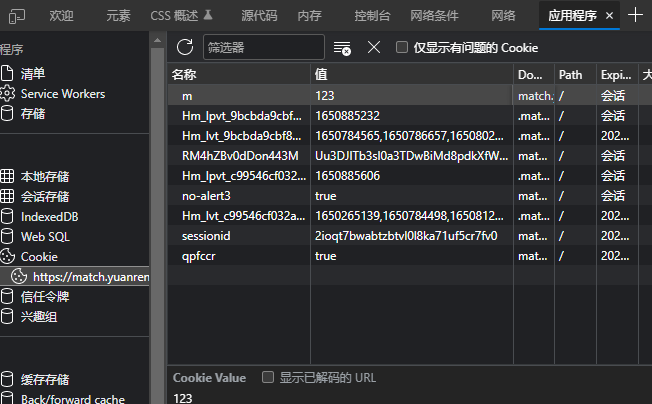 欢迎 元素 CSS 概述 源代码 内存 控制台 网络条件 网络 应用程序
程序
清单
Service Workers
存储
本地存储
会话存储
IndexedDB
Web SQL
Cookie
https://match.yuanren
信任令牌
兴趣组
缓存存储
Back/forward cache
筛选器 仅显示有问题的 Cookie
名称 值 Do... Path Expi... 大
m 123 match. / 会话
Hm_lpvt_9bcbda9cbf... 1650885232 .mat... / 会话
Hm_lvt_9bcbda9cbf8... 1650784565,1650786657,1650802... .mat... / 202...
RM4hZBv0dDon443M Uu3DJITb3sI0a3TDwBiMd8pdkXfW... mat... / 会话
Hm_lpvt_c99546cf032... 1650885606 .mat... / 会话
no-alert3 true mat... / 会话
Hm_lvt_c99546cf032a... 1650265139,1650784498,1650812... .mat... / 202...
sessionid 2ioqt7bwabtzbtvl0l8ka71uf5cr7fv0 mat... / 202...
qpfccr true mat... / 202...
Cookie Value 显示已解码的 URL
123